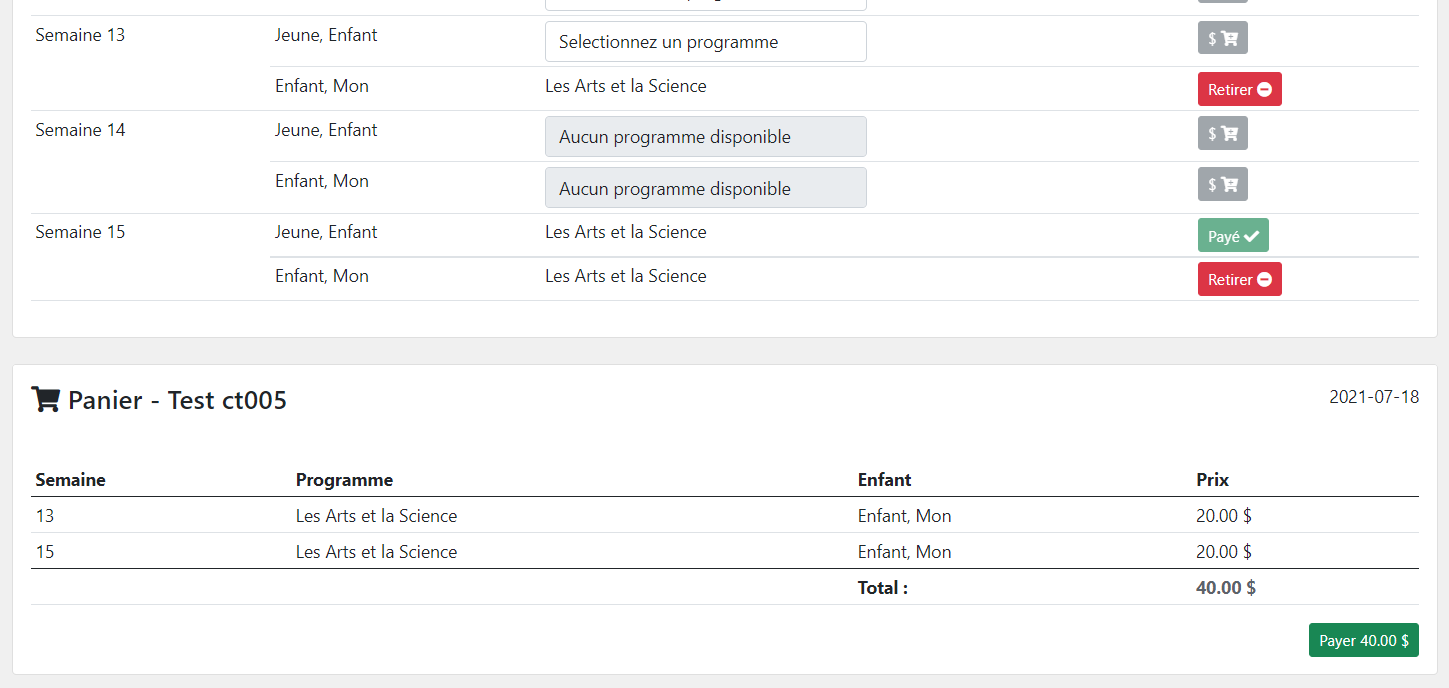 Semaine 13 Jeune, Enfant Selectionnez un programme $
Enfant, Mon Les Arts et la Science Retirer
Semaine 14 Jeune, Enfant Aucun programme disponible $
Enfant, Mon Aucun programme disponible $
Semaine 15 Jeune, Enfant Les Arts et la Science Payé
Enfant, Mon Les Arts et la Science Retirer
Panier - Test ct005 2021-07-18
Semaine Programme Enfant Prix
13 Les Arts et la Science Enfant, Mon 20.00 $
15 Les Arts et la Science Enfant, Mon 20.00 $
Total : 40.00 $
Payer 40.00 $